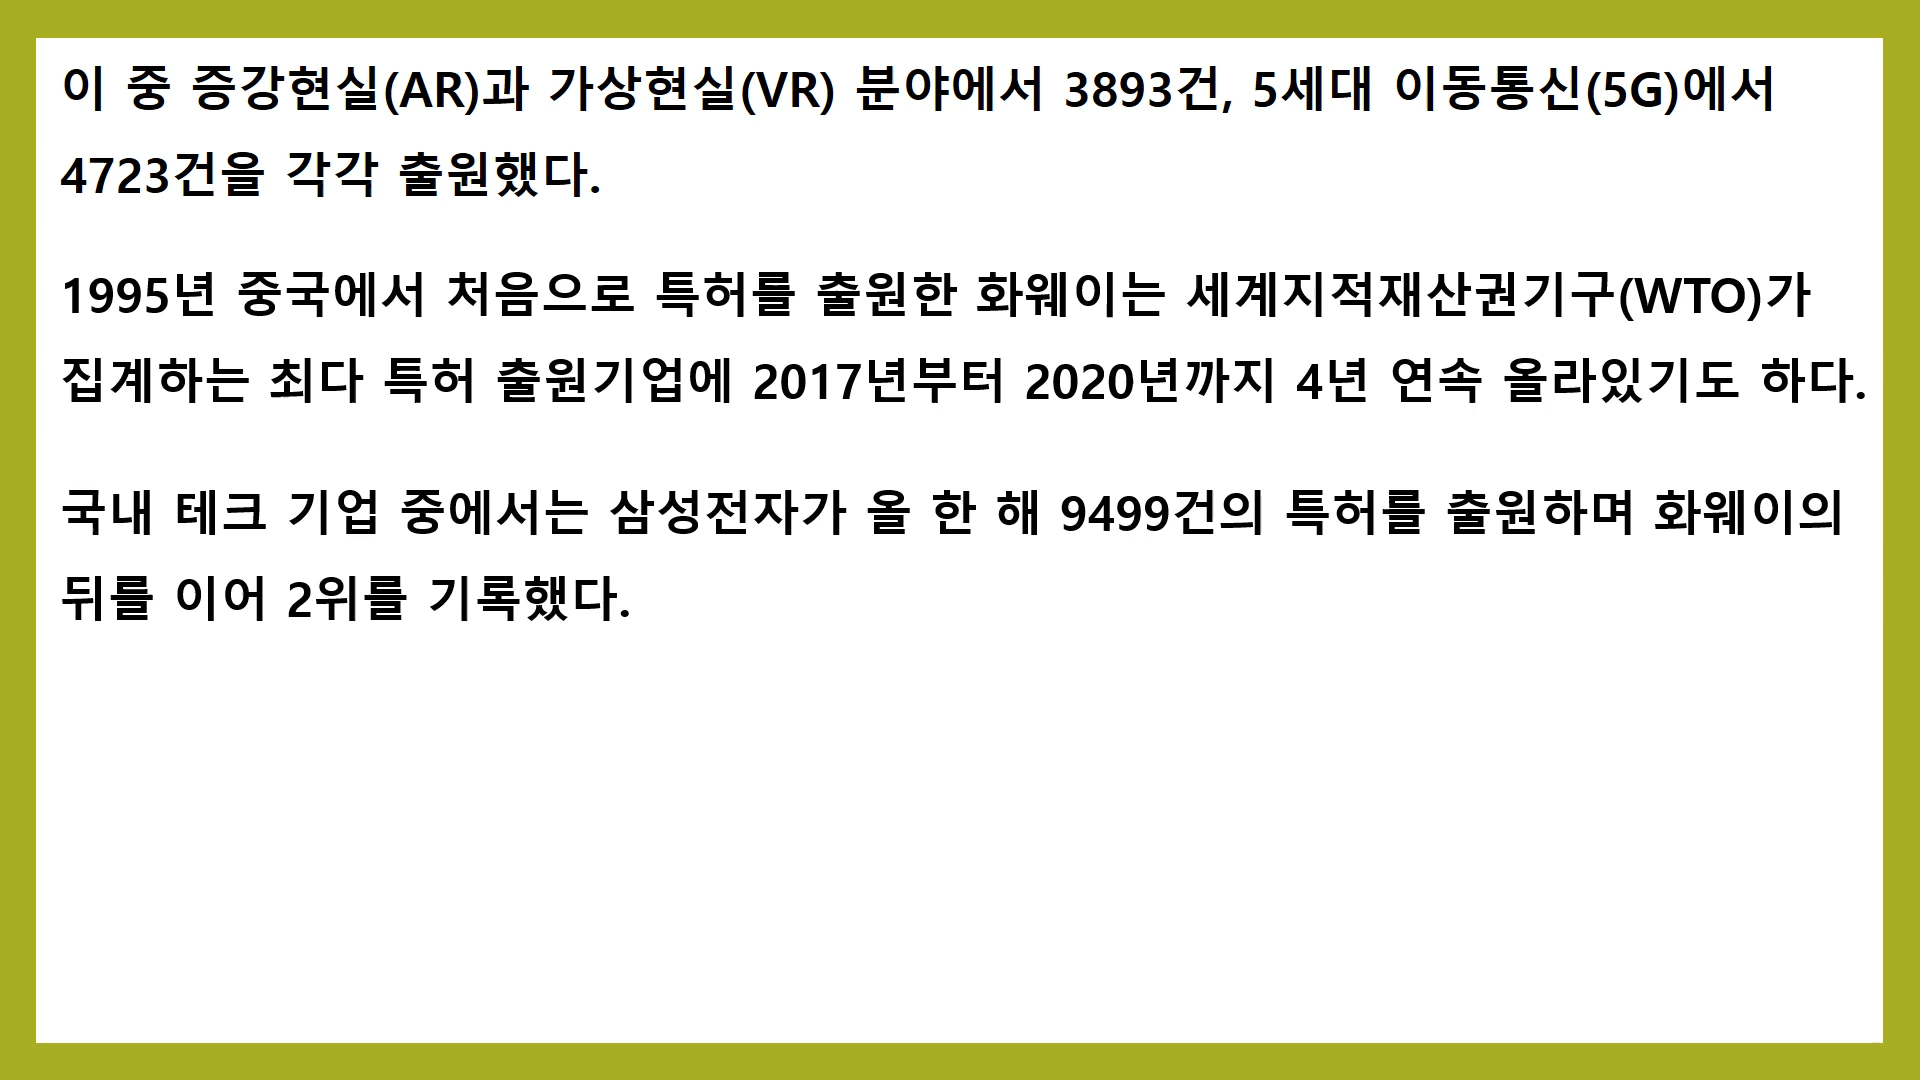 이 중 증강현실(AR)과 가상현실(VR) 분야에서 3893건, 5세대 이동통신(5G)에서
4723건을 각각 출원했다.
1995년 중국에서 처음으로 특허를 출원한 화웨이는 세계지적재산권기구(WTO)가
집계하는 최다 특허 출원기업에 2017년부터 2020년까지 4년 연속 올라있기도 하다.
국내 테크 기업 중에서는 삼성전자가 올 한 해 9499건의 특허를 출원하며 화웨이의
뒤를 이어 2위를 기록했다.